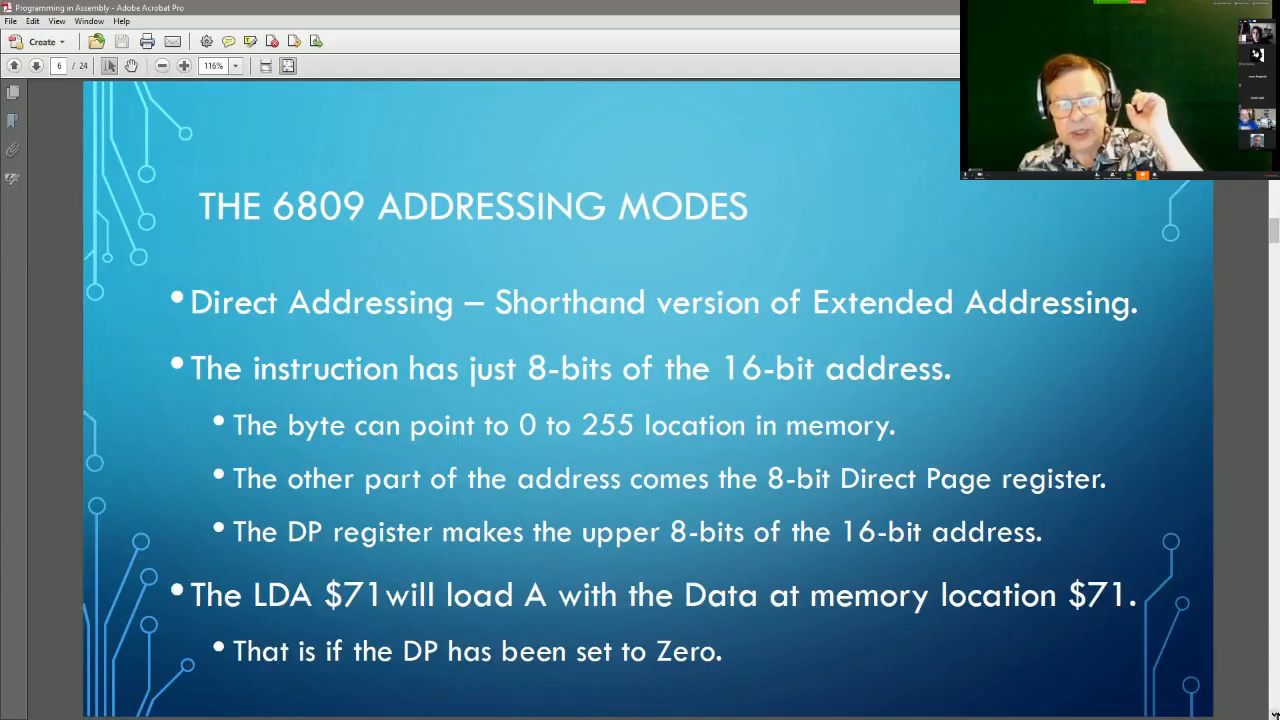 Programming in Assembly - Adobe Acrobat Pro
File Edit View Window Help
Create
6 / 24 116%
THE 6809 ADDRESSING MODES
• Direct Addressing – Shorthand version of Extended Addressing.
• The instruction has just 8-bits of the 16-bit address.
• The byte can point to 0 to 255 location in memory.
• The other part of the address comes the 8-bit Direct Page register.
• The DP register makes the upper 8-bits of the 16-bit address.
• The LDA $71will load A with the Data at memory location $71.
• That is if the DP has been set to Zero.